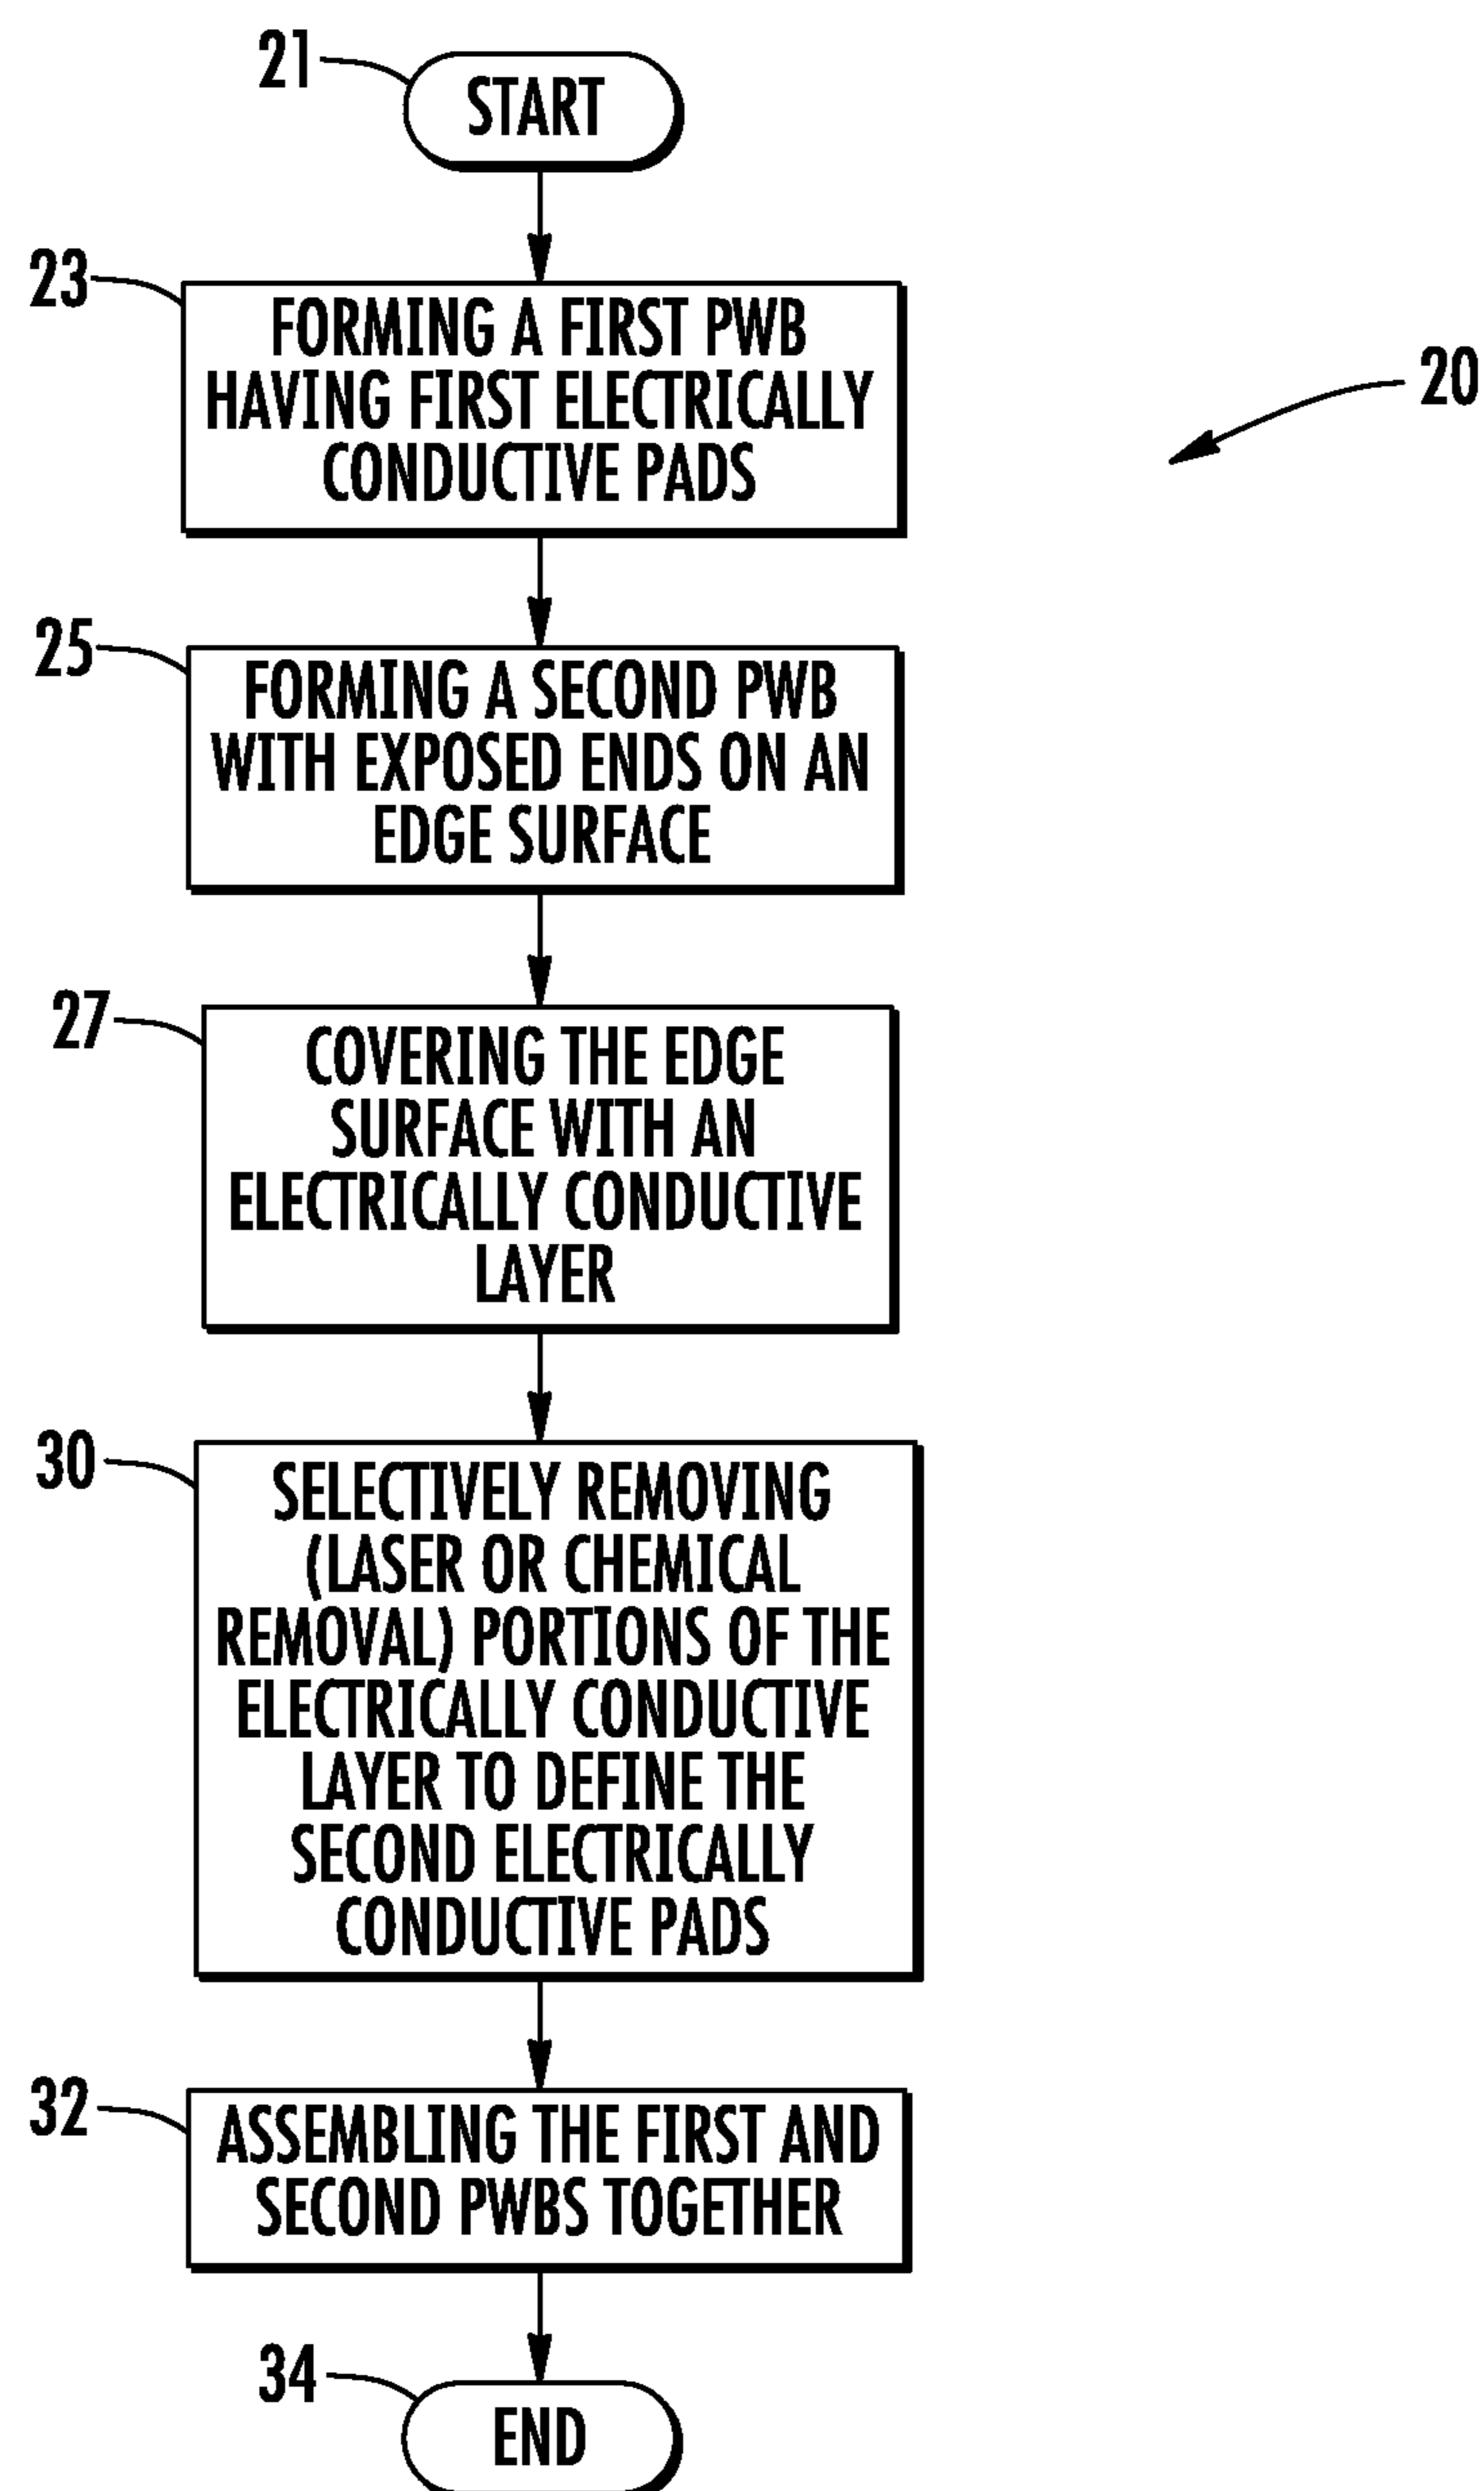 21
START
23
FORMING A FIRST PWB
HAVING FIRST ELECTRICALLY
CONDUCTIVE PADS
20
25
FORMING A SECOND PWB
WITH EXPOSED ENDS ON AN
EDGE SURFACE
27
COVERING THE EDGE
SURFACE WITH AN
ELECTRICALLY CONDUCTIVE
LAYER
30
SELECTIVELY REMOVING
(LASER OR CHEMICAL
REMOVAL) PORTIONS OF THE
ELECTRICALLY CONDUCTIVE
LAYER TO DEFINE THE
SECOND ELECTRICALLY
CONDUCTIVE PADS
32
ASSEMBLING THE FIRST AND
SECOND PWBS TOGETHER
34
END